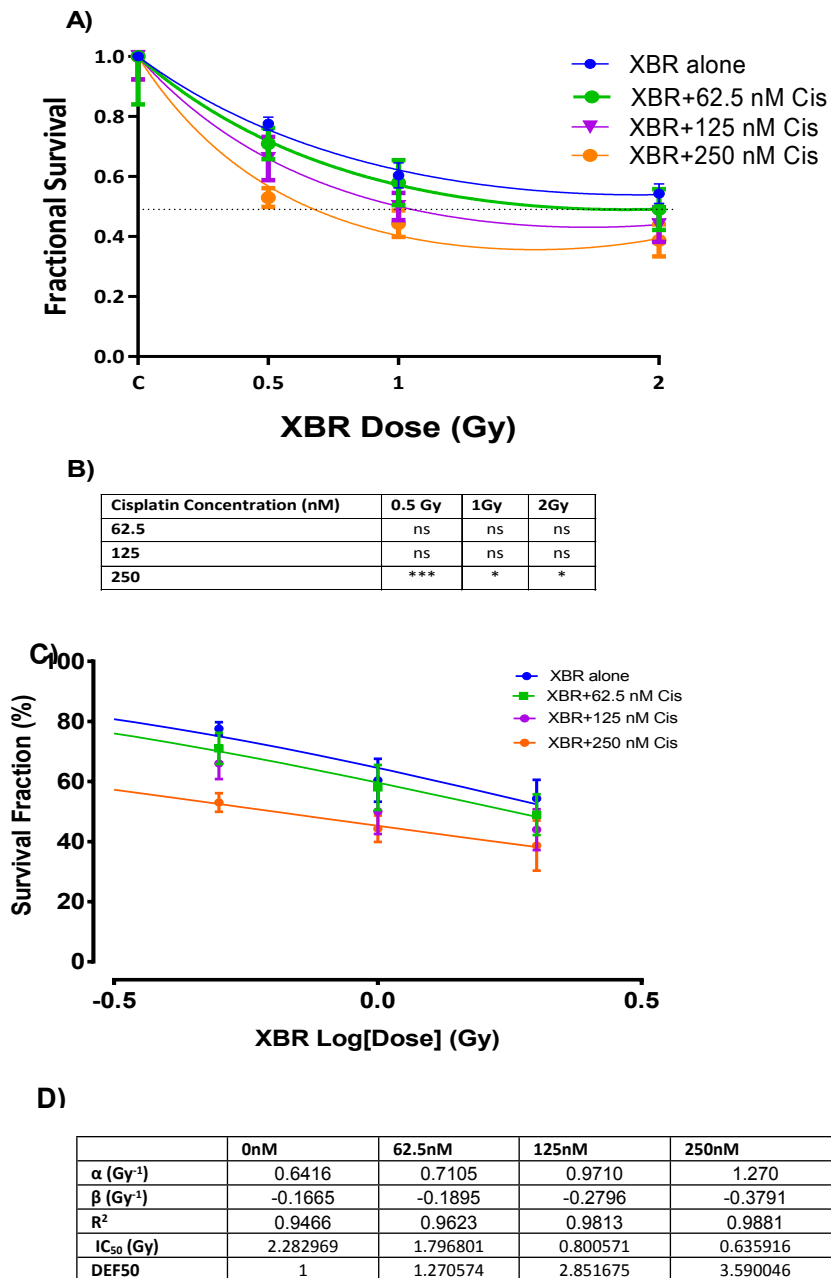 A)
1.0
0.8
0.6
0.4
0.2
0.0
Fractional Survival
C 0.5 1 2
XBR Dose (Gy)
XBR alone
XBR+62.5 nM Cis
XBR+125 nM Cis
XBR+250 nM Cis
B)
Cisplatin Concentration (nM) 0.5 Gy 1Gy 2Gy
62.5 ns ns ns
125 ns ns ns
250 *** * *
C)
100
80
60
40
20
0
Survival Fraction (%)
-0.5 0.0 0.5
XBR Log[Dose] (Gy)
XBR alone
XBR+62.5 nM Cis
XBR+125 nM Cis
XBR+250 nM Cis
D)
0nM 62.5nM 125nM 250nM
α (Gy-1) 0.6416 0.7105 0.9710 1.270
β (Gy-1) -0.1665 -0.1895 -0.2796 -0.3791
R2 0.9466 0.9623 0.9813 0.9881
IC50 (Gy) 2.282969 1.796801 0.800571 0.635916
DEF50 1 1.270574 2.851675 3.590046